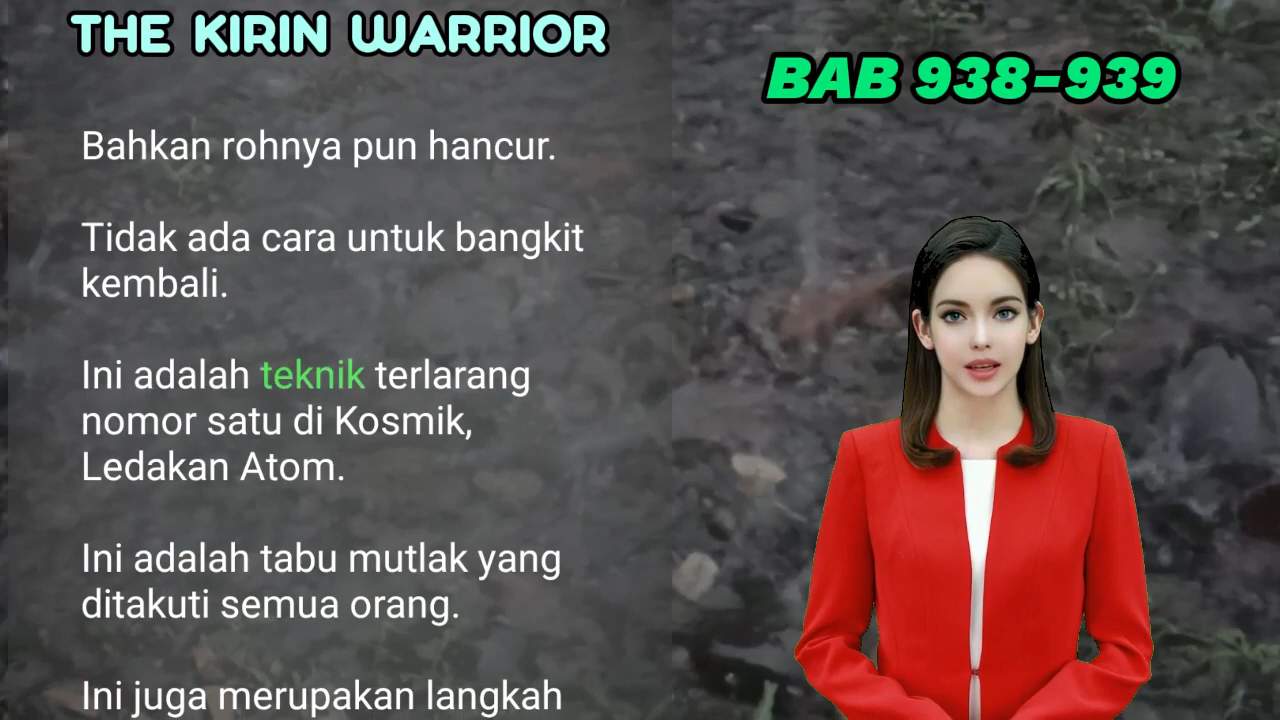 THE KIRIN WARRIOR
BAB 938-939
Bahkan rohnya pun hancur.
Tidak ada cara untuk bangkit
kembali.
Ini adalah teknik terlarang
nomor satu di Kosmik,
Ledakan Atom.
Ini adalah tabu mutlak yang
ditakuti semua orang.
Ini juga merupakan langkah